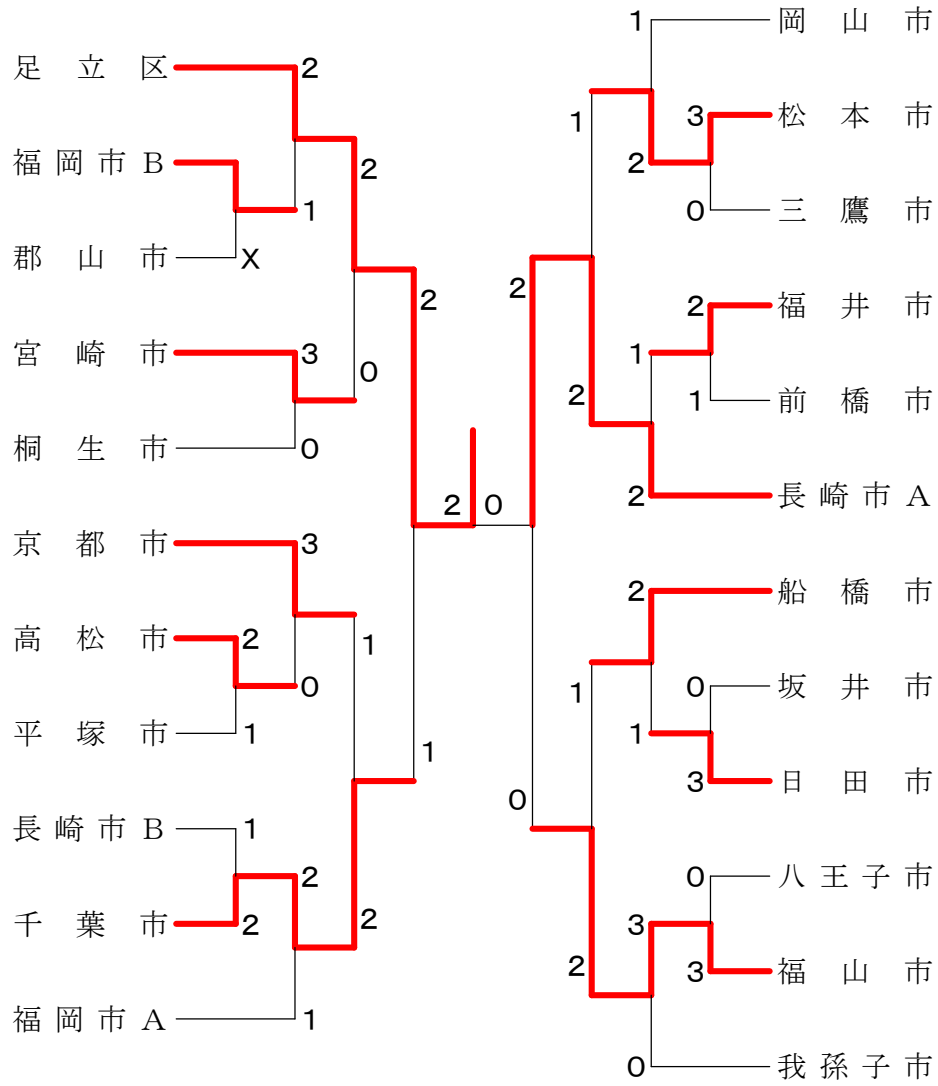 足立区 2
福岡市B 1
郡山市 X
2
宮崎市 3
0
桐生市 0
2
京都市 3
1
高松市 2
0
平塚市 1
1
長崎市B 1
2
千葉市 2
2
福岡市A 1
2 0
1 岡山市
3 松本市
1
2
0 三鷹市
2
2 福井市
1
2
1 前橋市
2 長崎市A
2 船橋市
0 坂井市
1
1
3 日田市
0
0 八王子市
3
2
3 福山市
0 我孫子市